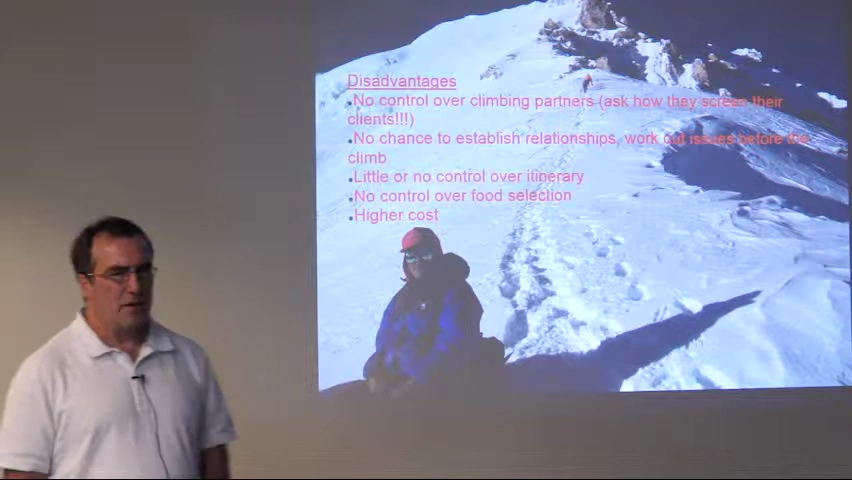 Disadvantages
•No control over climbing partners (ask how they screen their
clients!!!)
•No chance to establish relationships, work out issues before the
climb
•Little or no control over itinerary
•No control over food selection
•Higher cost